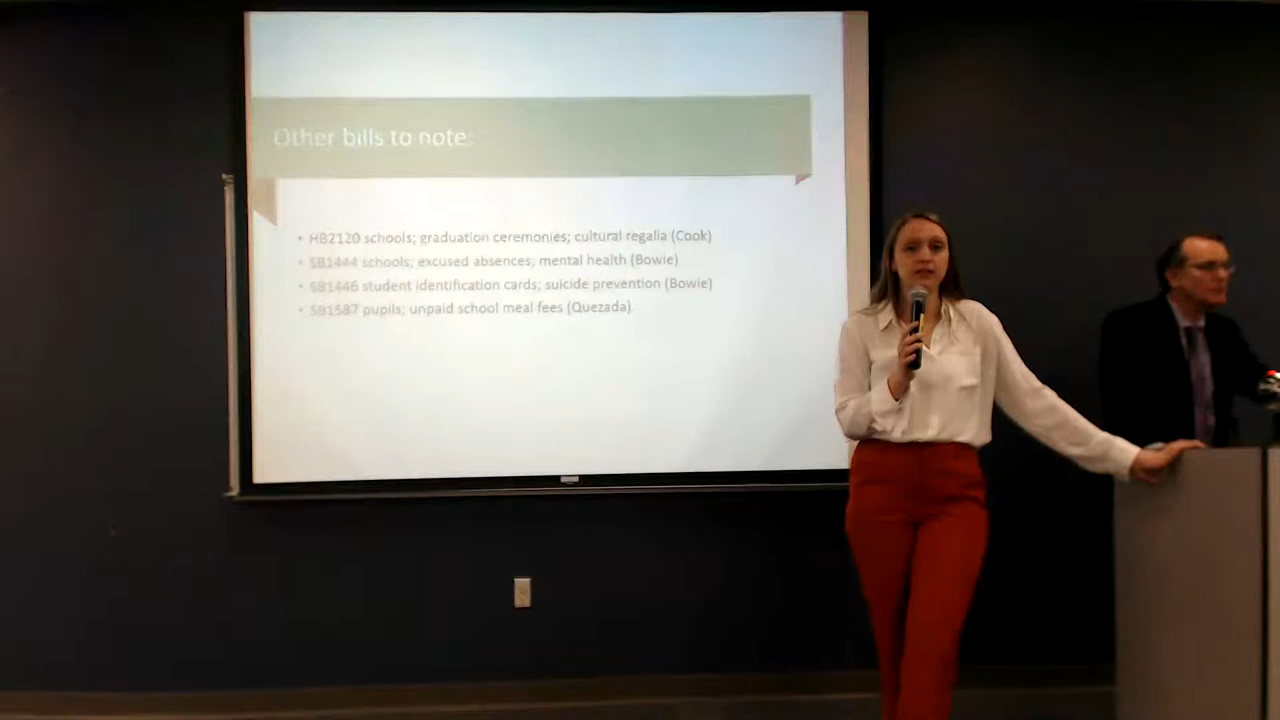 Other bills to note:
• HB2120 schools; graduation ceremonies; cultural regalia (Cook)
• SB1444 schools; excused absences; mental health (Bowie)
• SB1446 student identification cards; suicide prevention (Bowie)
• SB1587 pupils; unpaid school meal fees (Quezada)